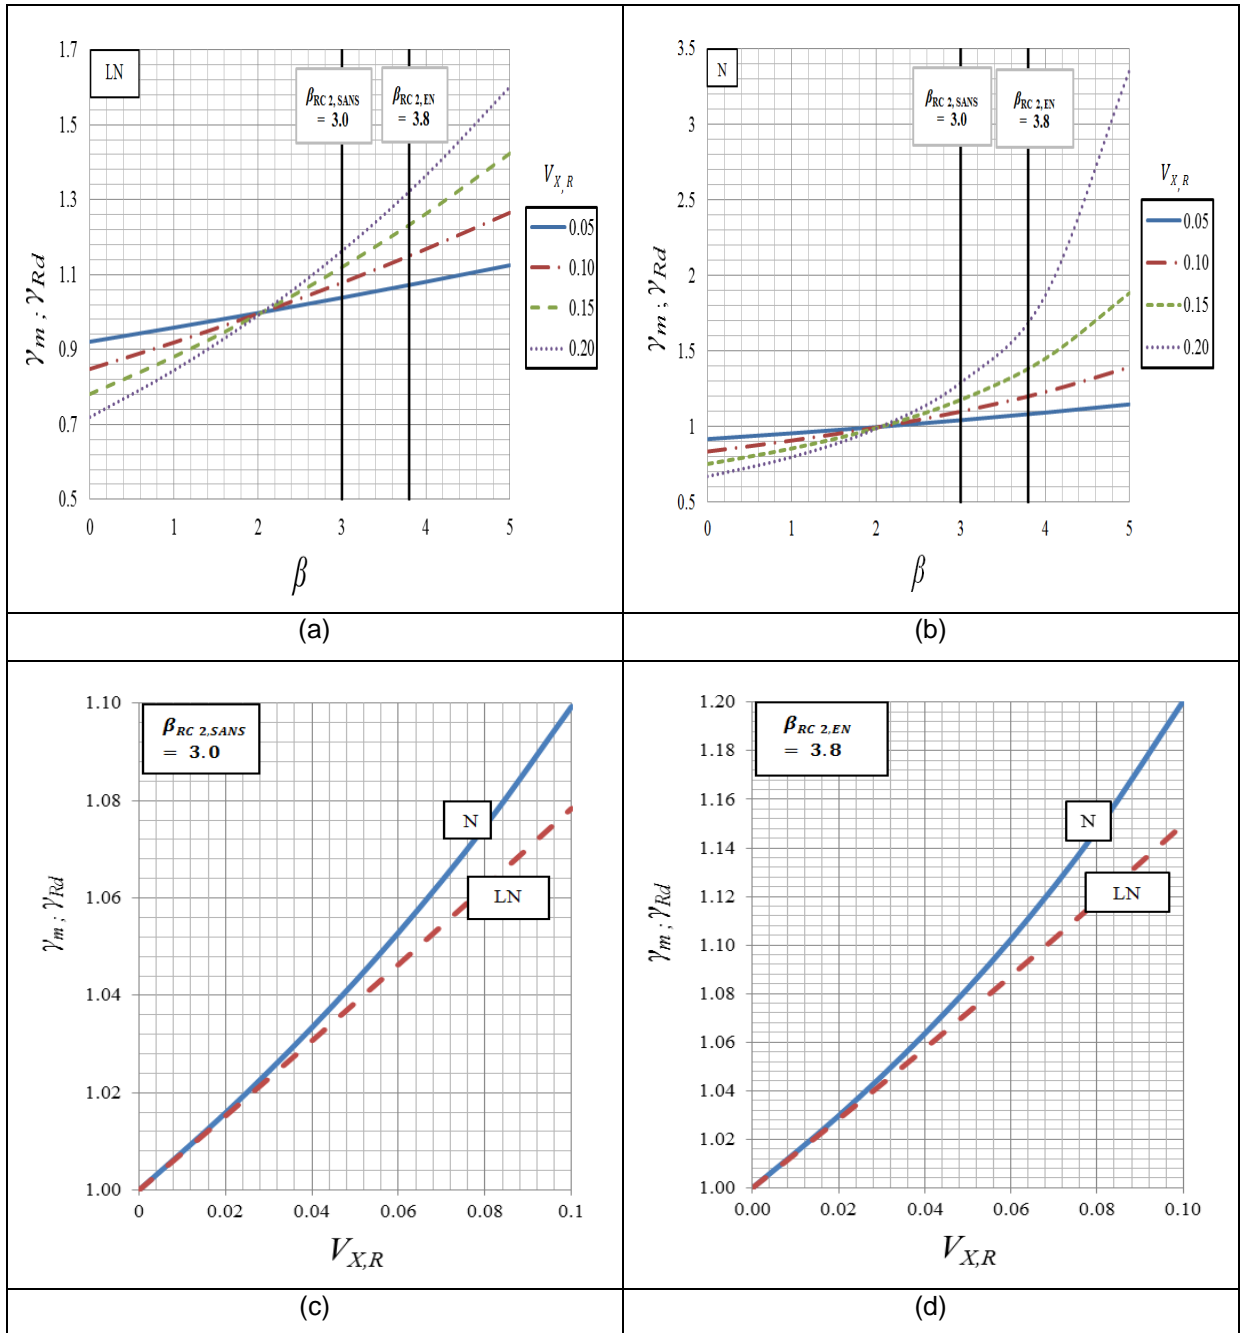 LN
1.7
1.5
1.3
1.1
0.9
0.7
0.5
0 1 2 3 4 5
γm ; γRd
β
βRC 2, SANS
= 3.0
βRC 2, EN
= 3.8
VX, R
0.05
0.10
0.15
0.20
N
3.5
3
2.5
2
1.5
1
0.5
0 1 2 3 4 5
γm ; γRd
β
βRC 2, SANS
= 3.0
βRC 2, EN
= 3.8
VX, R
0.05
0.10
0.15
0.20
(a)
(b)
1.10
1.08
1.06
1.04
1.02
1.00
0 0.02 0.04 0.06 0.08 0.1
γm ; γRd
VX,R
βRC 2,SANS
= 3.0
N
LN
1.20
1.18
1.16
1.14
1.12
1.10
1.08
1.06
1.04
1.02
1.00
0.00 0.02 0.04 0.06 0.08 0.10
γm ; γRd
VX,R
βRC 2,EN
= 3.8
N
LN
(c)
(d)